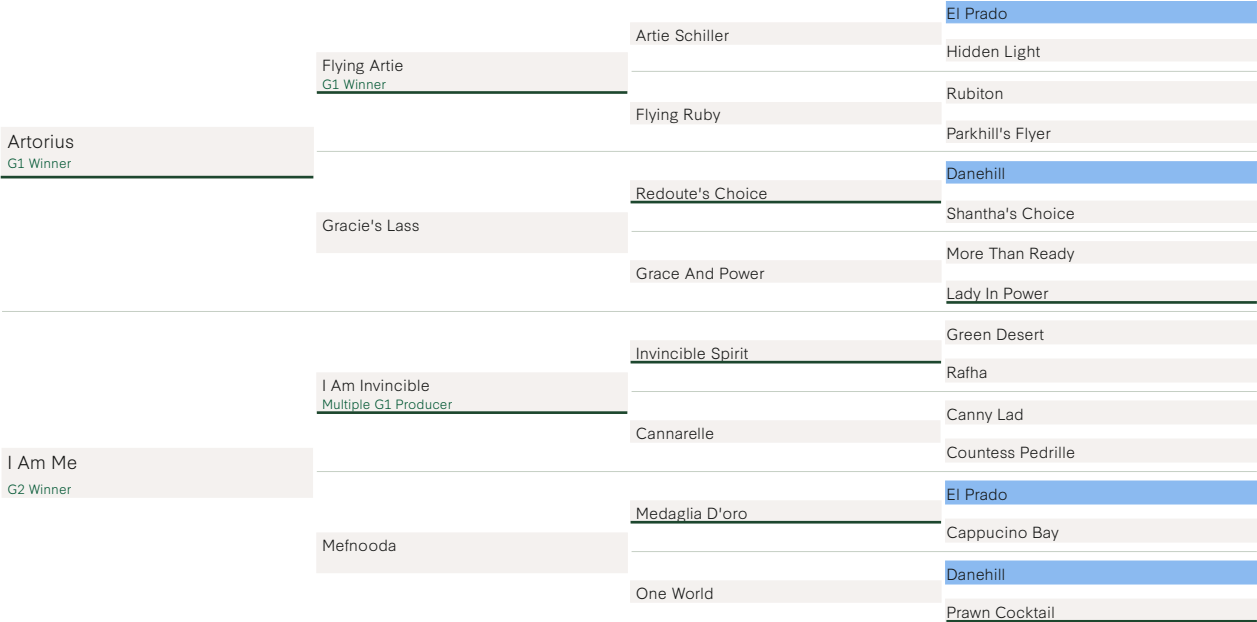 Artorius
G1 Winner
I Am Me
G2 Winner
Flying Artie
G1 Winner
Gracie's Lass
I Am Invincible
Multiple G1 Producer
Mefnooda
Artie Schiller
Flying Ruby
Redoute's Choice
Grace And Power
Invincible Spirit
Cannarelle
Medaglia D'oro
One World
El Prado
Hidden Light
Rubiton
Parkhill's Flyer
Danehill
Shantha's Choice
More Than Ready
Lady In Power
Green Desert
Rafha
Canny Lad
Countess Pedrille
El Prado
Cappucino Bay
Danehill
Prawn Cocktail